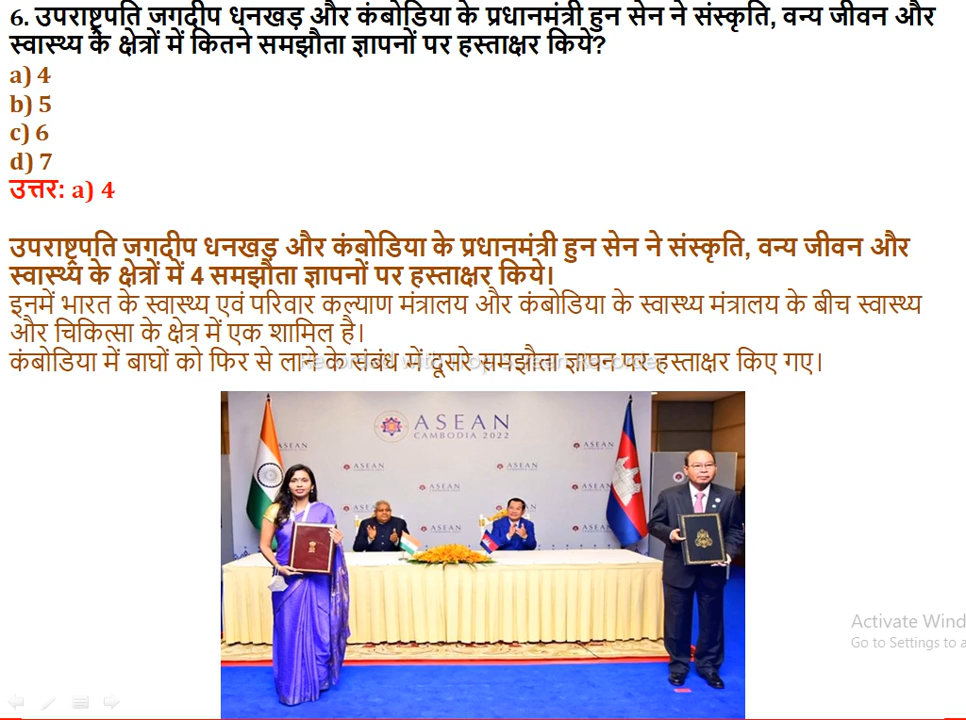 6. उपराष्ट्रपति जगदीप धनखड़ और कंबोडिया के प्रधानमंत्री हुन सेन ने संस्कृति, वन्य जीवन और
स्वास्थ्य के क्षेत्रों में कितने समझौता ज्ञापनों पर हस्ताक्षर किये?
a) 4
b) 5
c) 6
d) 7
उत्तर: a) 4
उपराष्ट्रपति जगदीप धनखड़ और कंबोडिया के प्रधानमंत्री हुन सेन ने संस्कृति, वन्य जीवन और
स्वास्थ्य के क्षेत्रों में 4 समझौता ज्ञापनों पर हस्ताक्षर किये।
इनमें भारत के स्वास्थ्य एवं परिवार कल्याण मंत्रालय और कंबोडिया के स्वास्थ्य मंत्रालय के बीच स्वास्थ्य
और चिकित्सा के क्षेत्र में एक शामिल है।
कंबोडिया में बाघों को फिर से लाने के संबंध में दूसरे समझौता ज्ञापन पर हस्ताक्षर किए गए।
ASEAN
CAMBODIA 2022
ASEAN
ASEAN
ASEAN
ASEAN
ASEAN
ASEAN
ASEAN
ASEAN
ASEAN
ASEAN
Activate Wind
Go to Settings to a